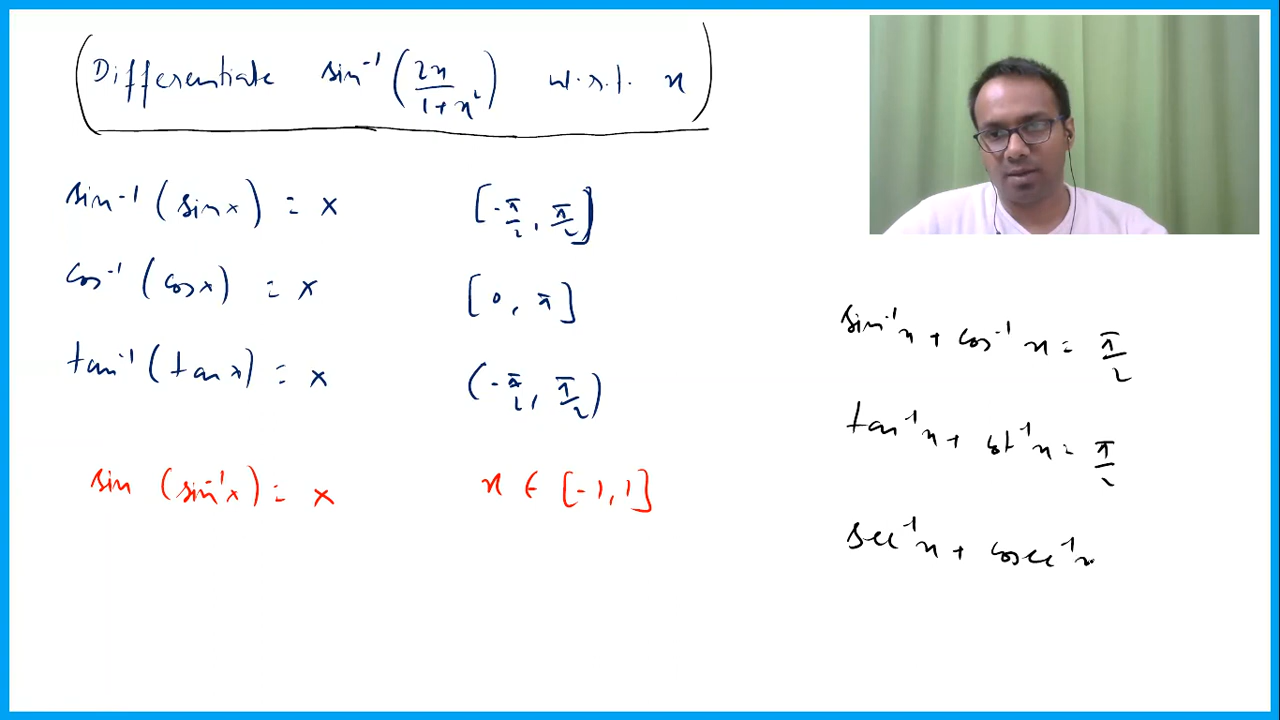 Differentiate sin⁻¹ (2x/1+x²) w.r.t. x
sin⁻¹ (sin x) = x [-π/2, π/2]
cos⁻¹ (cos x) = x [0, π]
tan⁻¹ (tan x) = x (-π/2, π/2)
sin (sin⁻¹x) = x x ∈ [-1, 1]
sin⁻¹x + cos⁻¹ x = π/2
tan⁻¹x + cot⁻¹x = π/2
sec⁻¹x + cosec⁻¹x